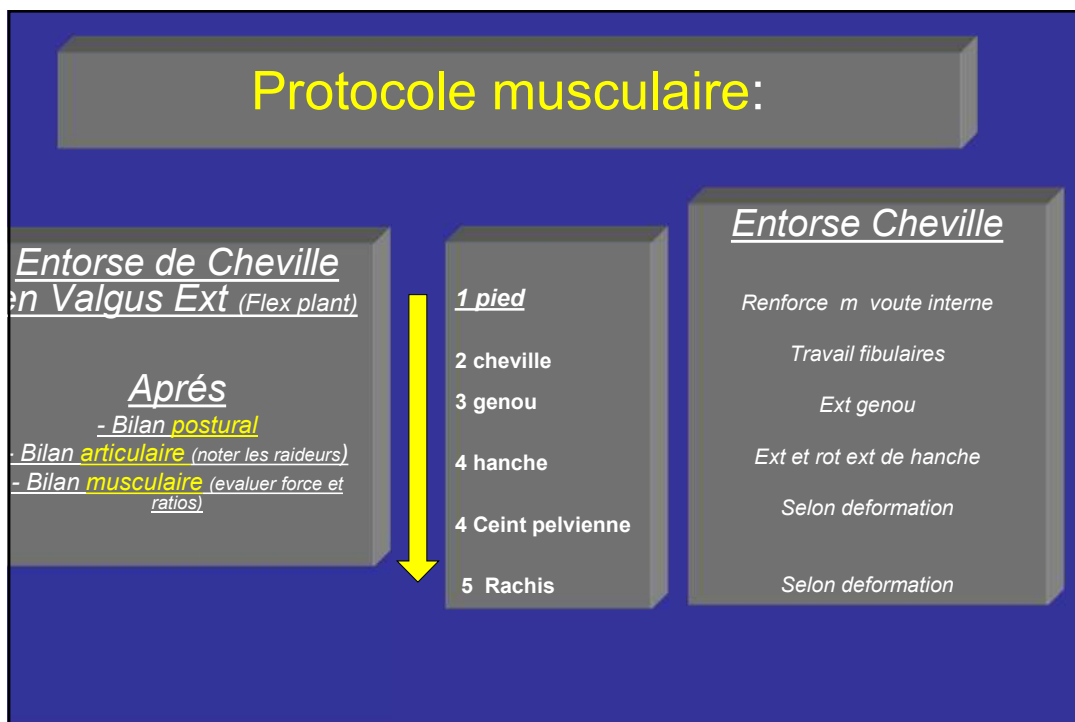 Protocole musculaire:
Entorse de Cheville
en Valgus Ext (Flex plant)
Aprés
- Bilan postural
- Bilan articulaire (noter les raideurs)
- Bilan musculaire (evaluer force et
ratios)
1 pied
2 cheville
3 genou
4 hanche
4 Ceint pelvienne
5 Rachis
Entorse Cheville
Renforce m voute interne
Travail fibulaires
Ext genou
Ext et rot ext de hanche
Selon deformation
Selon deformation